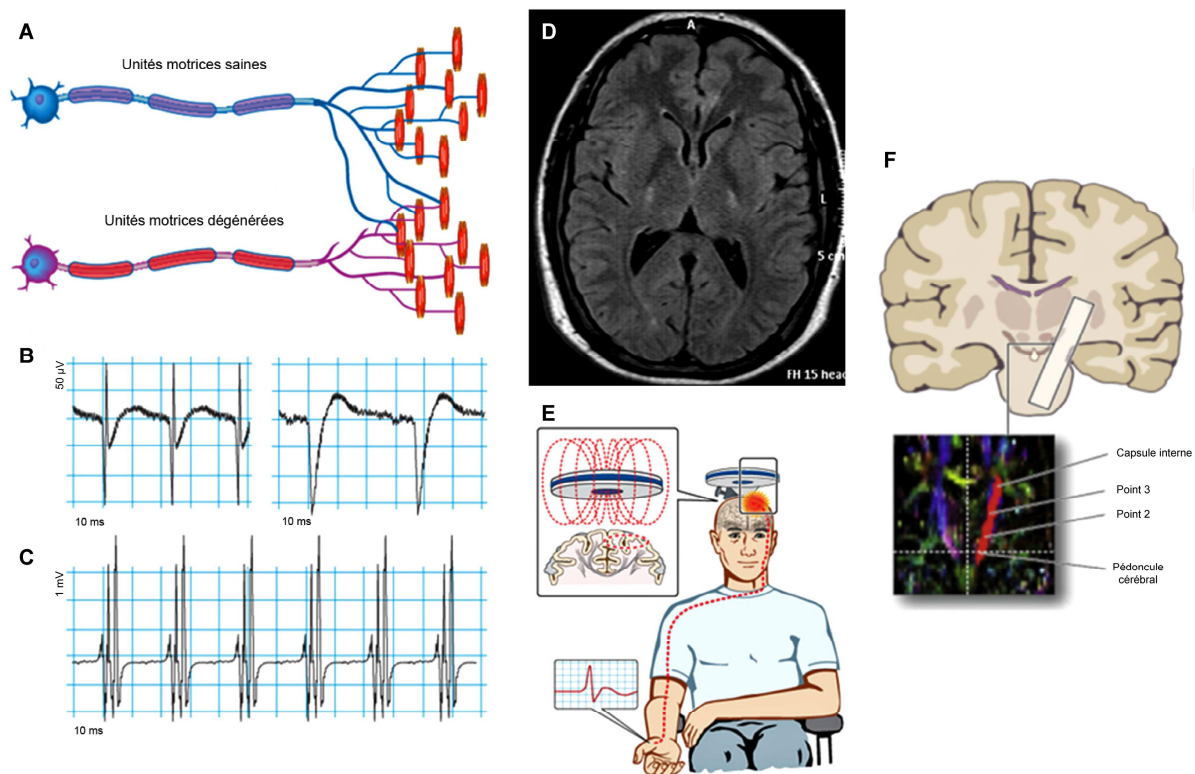 A
Unités motrices saines
Unités motrices dégénérées
B
50 µV
10 ms
10 ms
C
1 mV
10 ms
D
A
L
5 cm
FH 15 head
E
F
Capsule interne
Point 3
Point 2
Pédoncule
cérébral